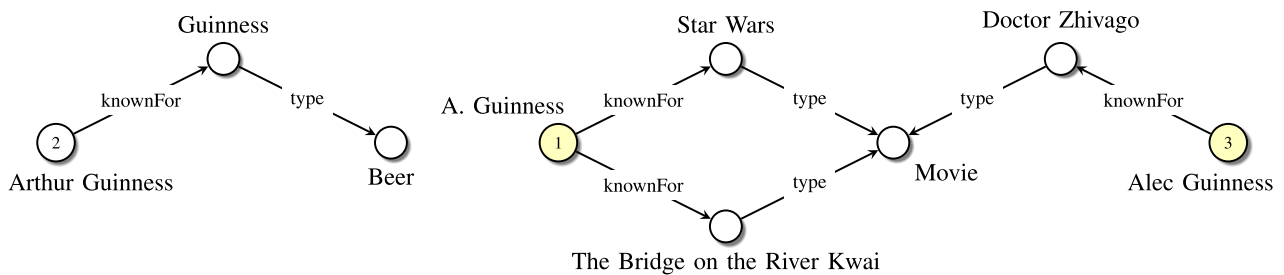 Guinness
knownFor
type
2
Arthur Guinness
Beer
Star Wars
A. Guinness
knownFor
type
1
knownFor
type
The Bridge on the River Kwai
Movie
Doctor Zhivago
type
knownFor
3
Alec Guinness